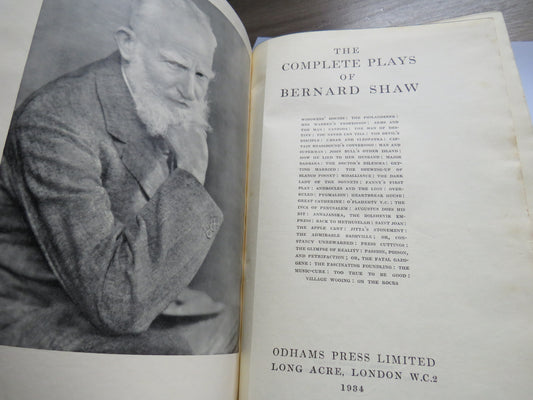 THE
COMPLETE PLAYS
OF
BERNARD SHAW
WIDOWERS' HOUSES : THE PHILANDERER :
MRS WARREN'S PROFESSION : ARMS AND
THE MAN : CANDIDA : THE MAN OF DES-
TINY : YOU NEVER CAN TELL : THE DEVIL'S
DISCIPLE : CÆSAR AND CLEOPATRA : CAP-
TAIN BRASSBOUND'S CONVERSION : MAN AND
SUPERMAN : JOHN BULL'S OTHER ISLAND :
HOW HE LIED TO HER HUSBAND : MAJOR
BARBARA : THE DOCTOR'S DILEMMA : GET-
TING MARRIED : THE SHEWING-UP OF
BLANCO POSNET : MISALLIANCE : THE DARK
LADY OF THE SONNETS : FANNY'S FIRST
PLAY : ANDROCLES AND THE LION : OVER-
RULED : PYGMALION : HEARTBREAK HOUSE :
GREAT CATHERINE : O'FLAHERTY V.C. : THE
INCA OF PERUSALEM : AUGUSTUS DOES HIS
BIT : ANNAJANSKA, THE BOLSHEVIK EM-
PRESS : BACK TO METHUSELAH : SAINT JOAN :
THE APPLE CART : JITTA'S ATONEMENT :
THE ADMIRABLE BASHVILLE ; OR, CON-
STANCY UNREWARDED : PRESS CUTTINGS :
THE GLIMPSE OF REALITY : PASSION, POISON,
AND PETRIFACTION ; OR, THE FATAL GAZO-
GENE : THE FASCINATING FOUNDLING : THE
MUSIC-CURE : TOO TRUE TO BE GOOD :
VILLAGE WOOING : ON THE ROCKS
ODHAMS PRESS LIMITED
LONG ACRE, LONDON W.C.2
1934